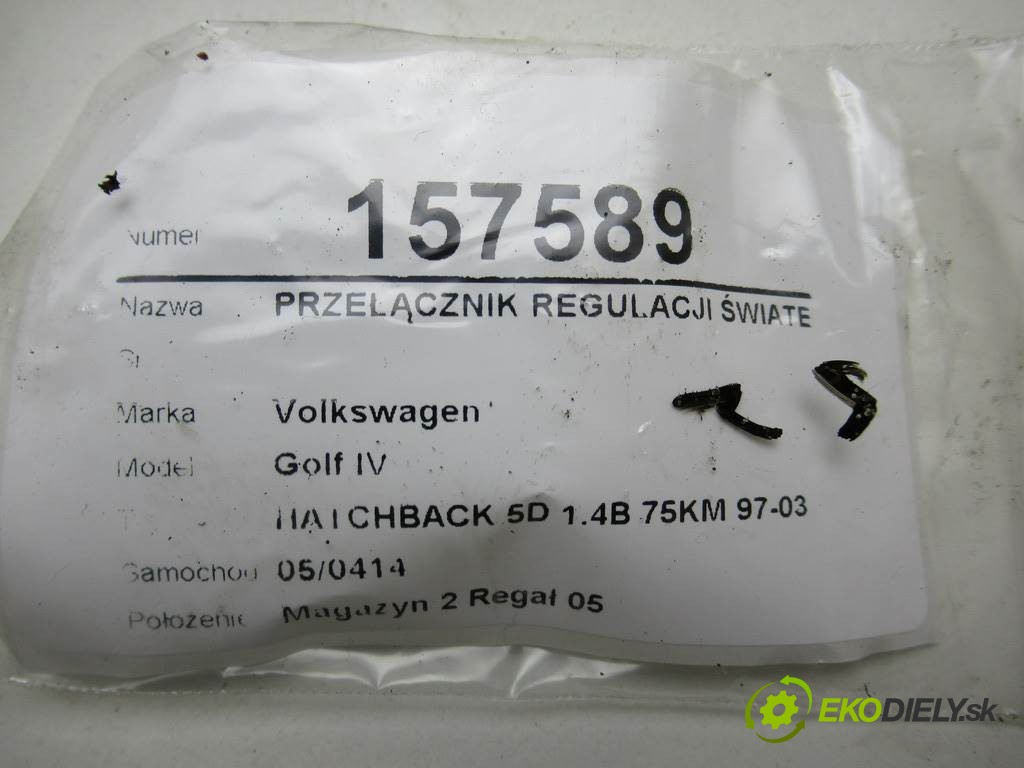 Numer 157589
Nazwa PRZEŁĄCZNIK REGULACJI ŚWIATE
Marka Volkswagen
Model Golf IV
HATCHBACK 5D 1.4B 75KM 97-03
Samochód 05/0414
Położenie Magazyn 2 Regał 05
EKODIELY.sk